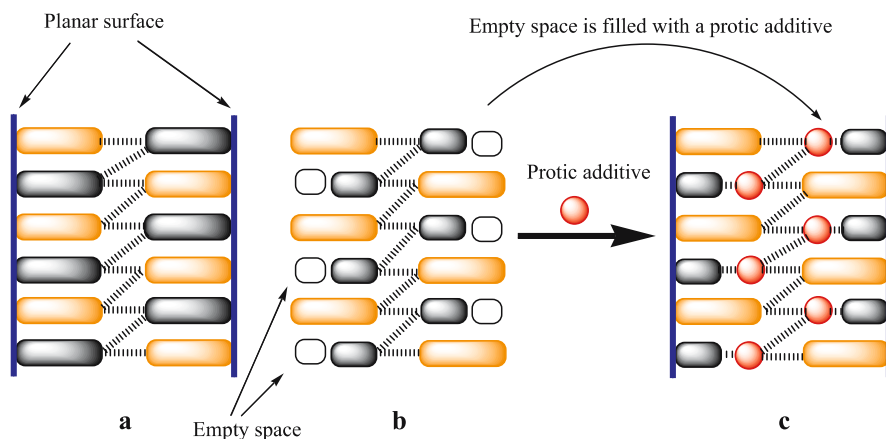 Planar surface
Empty space is filled with a protic additive
Protic additive
Empty space
a
b
c